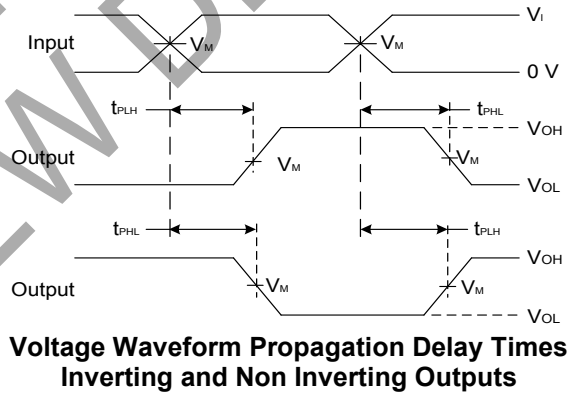 VI
Input
VM VM
0 V
tPLH tPHL
VOH
Output
VM VM
VOL
tPHL tPLH
VOH
Output
VM VM
VOL
Voltage Waveform Propagation Delay Times
Inverting and Non Inverting Outputs